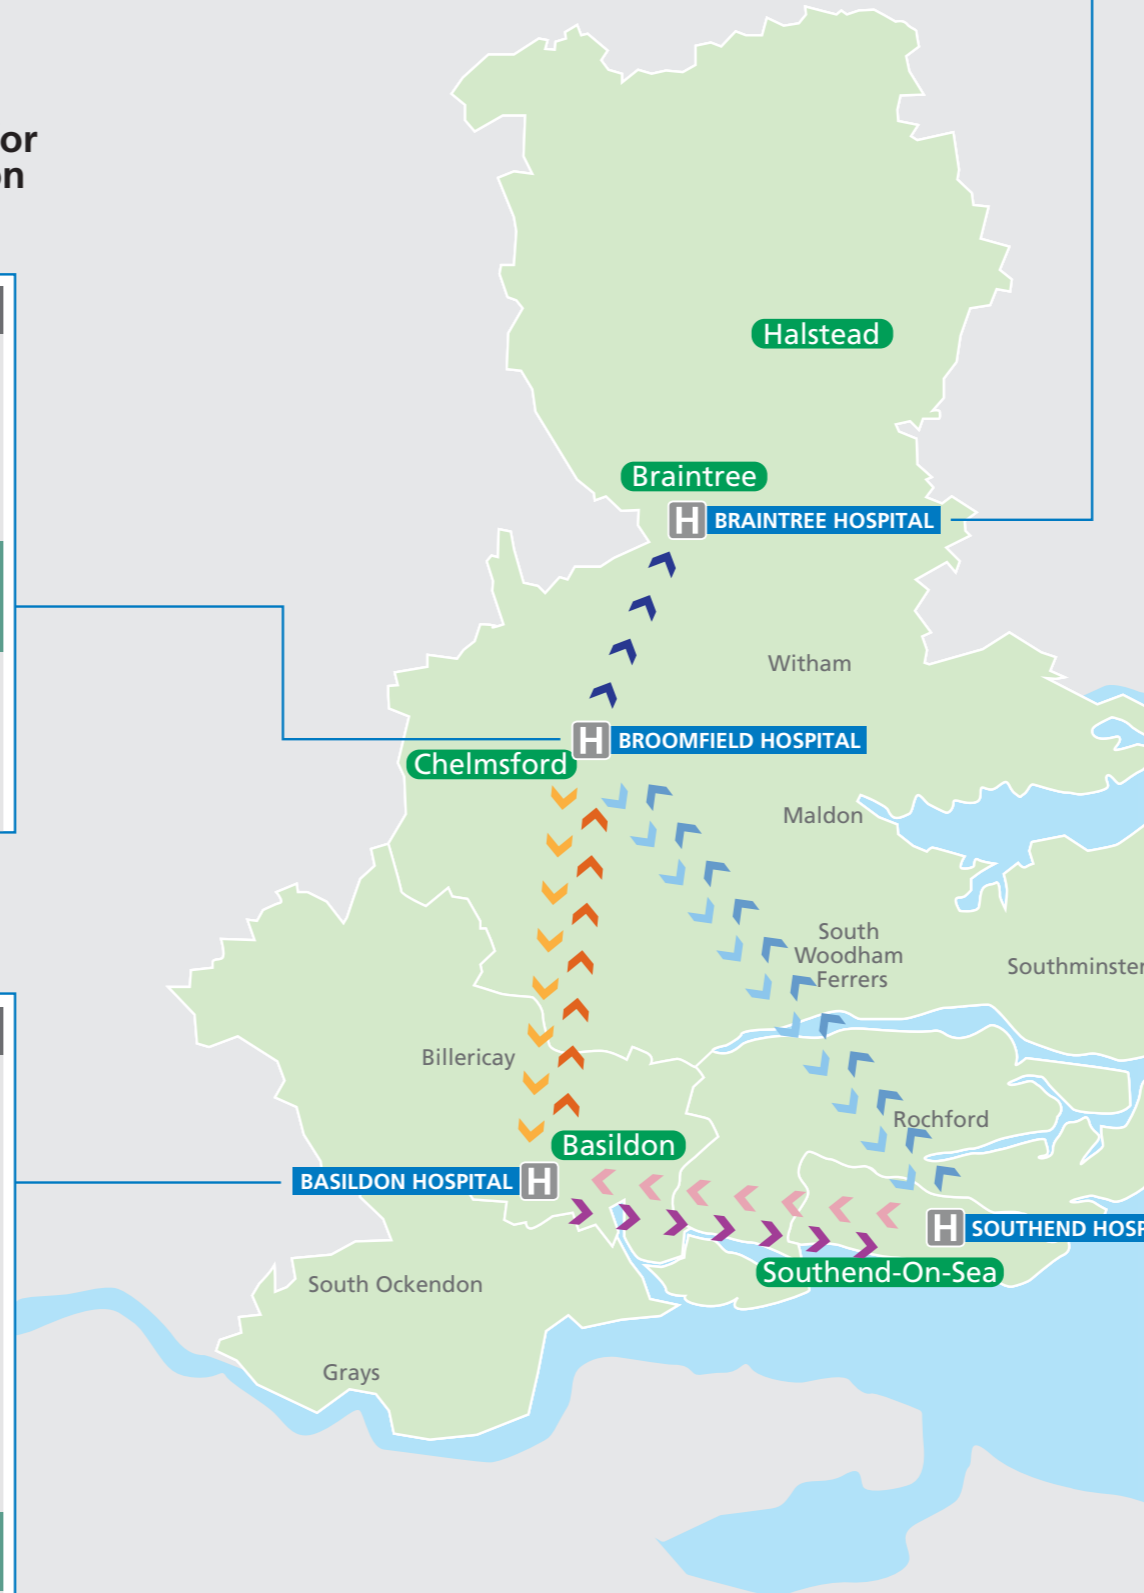 or
on
Halstead
Braintree
H BRAINTREE HOSPITAL
Witham
H BROOMFIELD HOSPITAL
Chelmsford
Maldon
South
Woodham
Ferrers
Southminster
Billericay
Rochford
Basildon
BASILDON HOSPITAL H
H SOUTHEND HOSP
Southend-On-Sea
South Ockendon
Grays